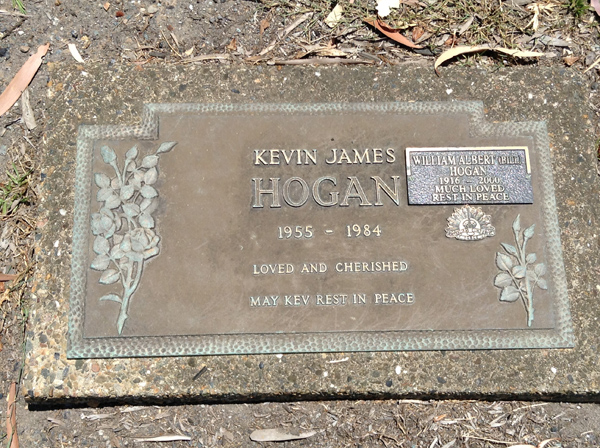 KEVIN JAMES
HOGAN
1955 - 1984
LOVED AND CHERISHED
MAY KEV REST IN PEACE
WILLIAM ALBERT (BILL)
HOGAN
1916 - 2000
MUCH LOVED
REST IN PEACE